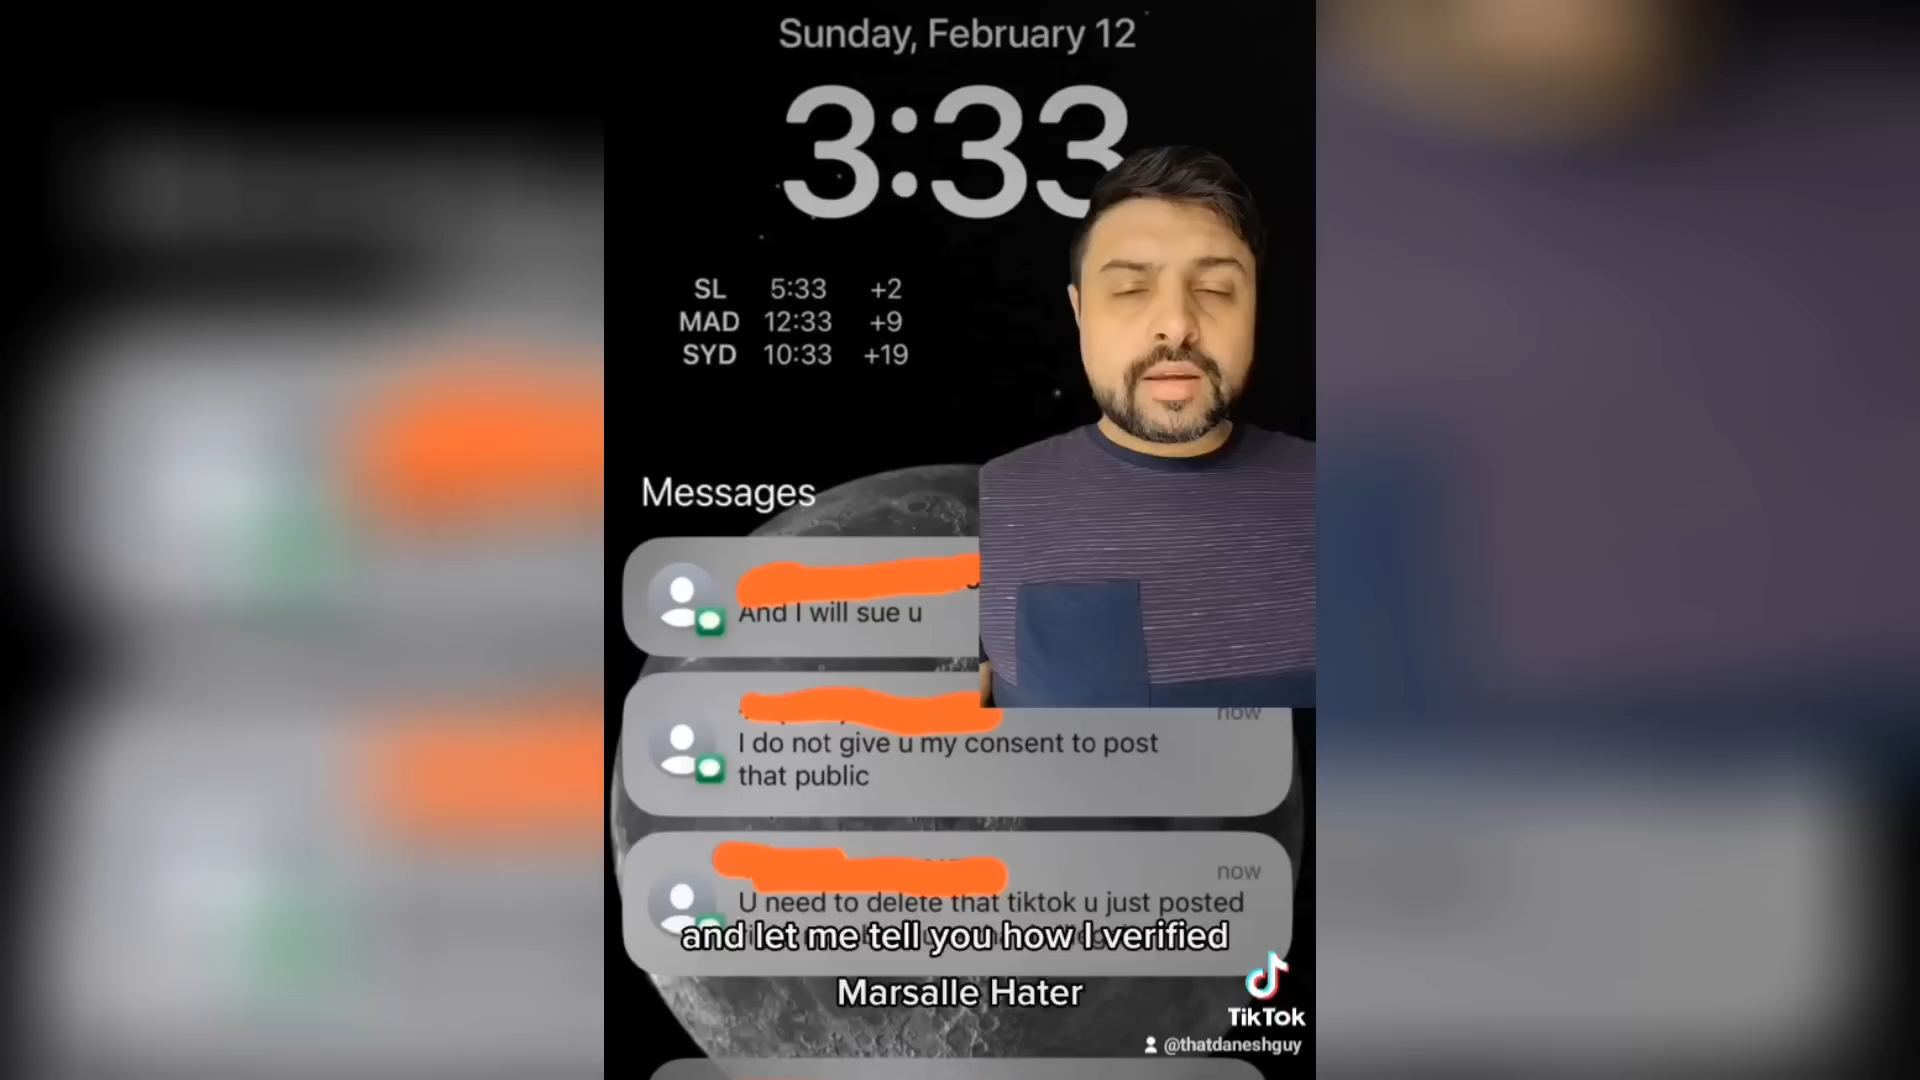 Sunday, February 12
3:33
SL 5:33 +2
MAD 12:33 +9
SYD 10:33 +19
Messages
And I will sue u
now
I do not give u my consent to post
that public
now
U need to delete that tiktok u just posted
and let me tell you how I verified
Marsalle Hater
TikTok
@thatdaneshguy